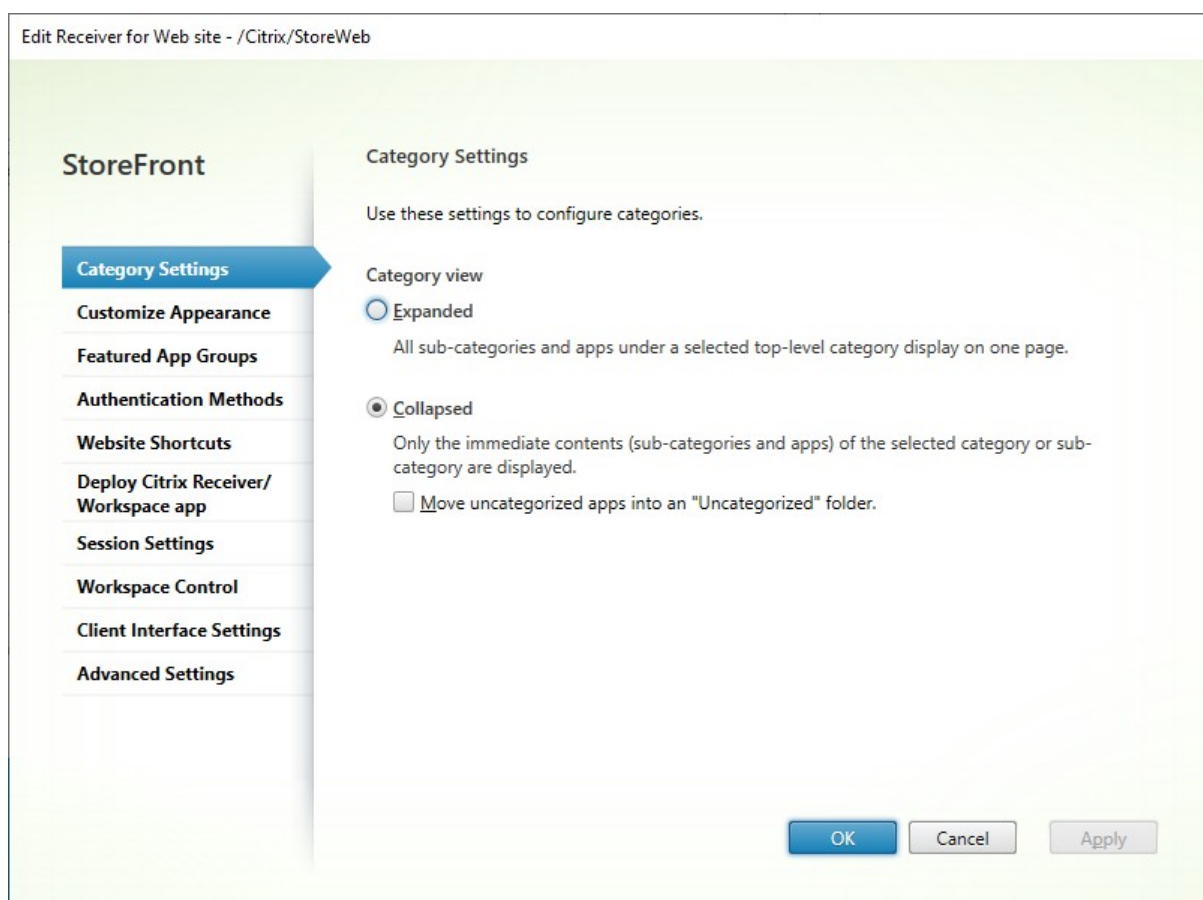 Edit Receiver for Web site - /Citrix/StoreWeb
StoreFront
Category Settings
Customize Appearance
Featured App Groups
Authentication Methods
Website Shortcuts
Deploy Citrix Receiver/
Workspace app
Session Settings
Workspace Control
Client Interface Settings
Advanced Settings
Category Settings
Use these settings to configure categories.
Category view
Expanded
All sub-categories and apps under a selected top-level category display on one page.
Collapsed
Only the immediate contents (sub-categories and apps) of the selected category or sub-
category are displayed.
Move uncategorized apps into an "Uncategorized" folder.
OK
Cancel
Apply